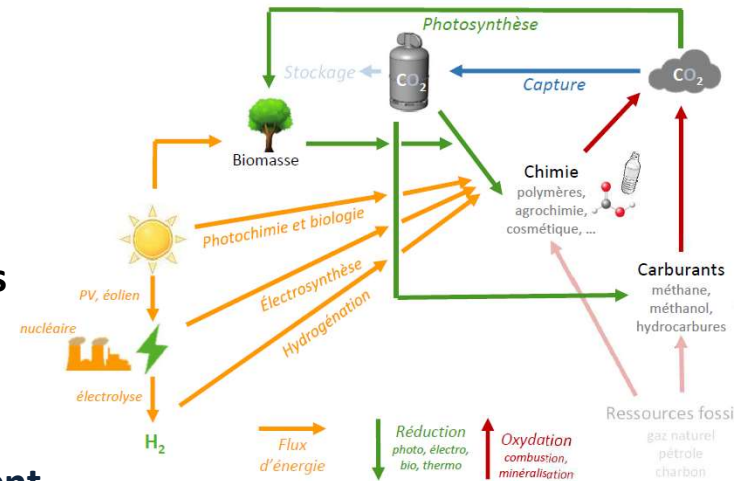 Photosynthèse
Stockage
CO2
Capture
CO2
Biomasse
Chimie
polymères,
agrochimie,
cosmétique, ...
Photochimie et biologie
s
PV, éolien
Électrosynthèse
Hydrogénation
Carburants
méthane,
méthanol,
hydrocarbures
nucléaire
électrolyse
H2
Flux
d'énergie
Réduction
photo, électro,
bio, thermo
Oxydation
combustion,
minéralisation
Ressources fossi
gaz naturel
pétrole
charbon